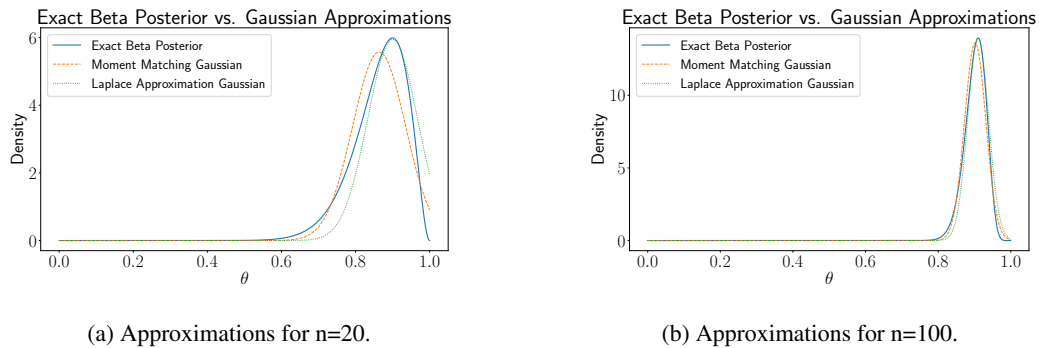 Exact Beta Posterior vs. Gaussian Approximations
6
4
2
0
Density
Exact Beta Posterior
Moment Matching Gaussian
Laplace Approximation Gaussian
0.0 0.2 0.4 0.6 0.8 1.0
θ
(a) Approximations for n=20.
Exact Beta Posterior vs. Gaussian Approximations
10
5
0
Density
Exact Beta Posterior
Moment Matching Gaussian
Laplace Approximation Gaussian
0.0 0.2 0.4 0.6 0.8 1.0
θ
(b) Approximations for n=100.